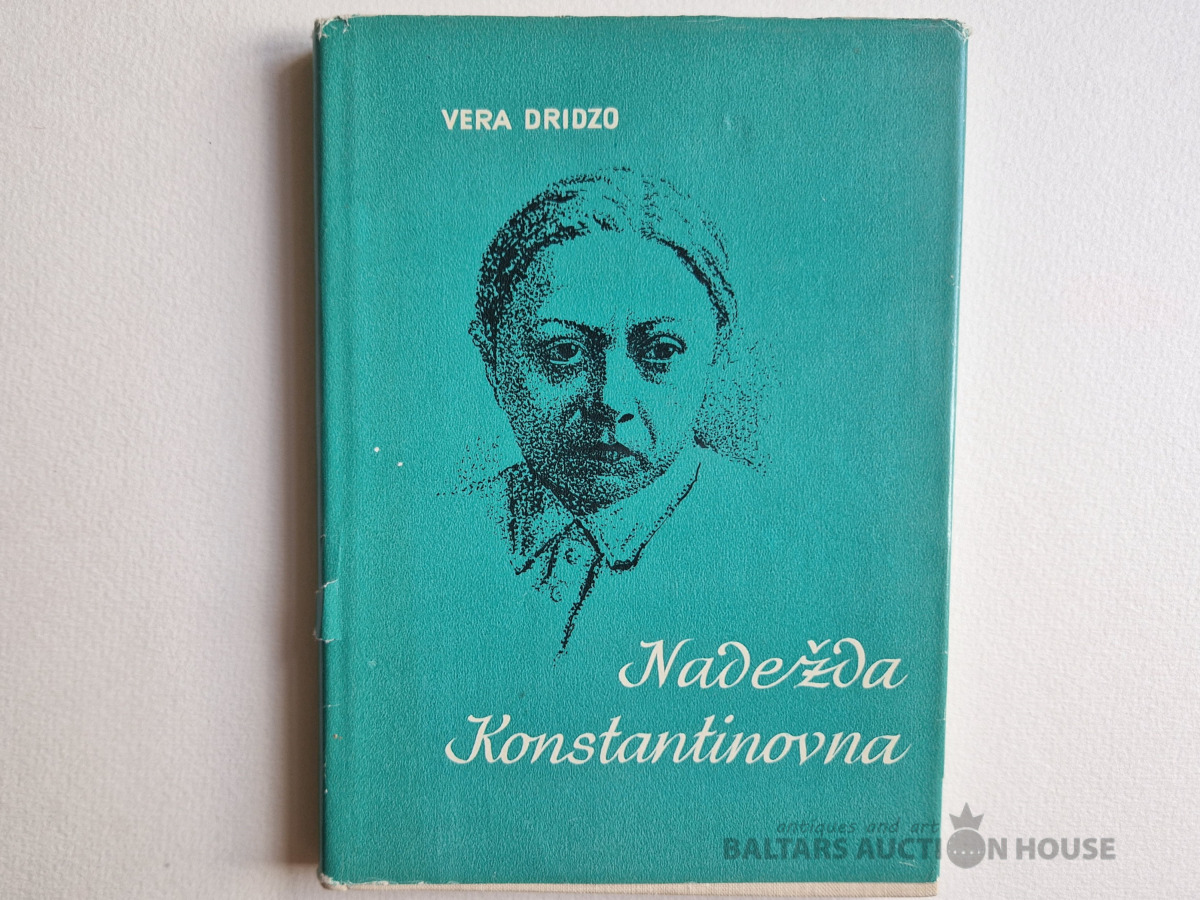 VERA DRIDZO
Nadežda
Konstantinovna
antiques and art
BALTARS AUCTION HOUSE